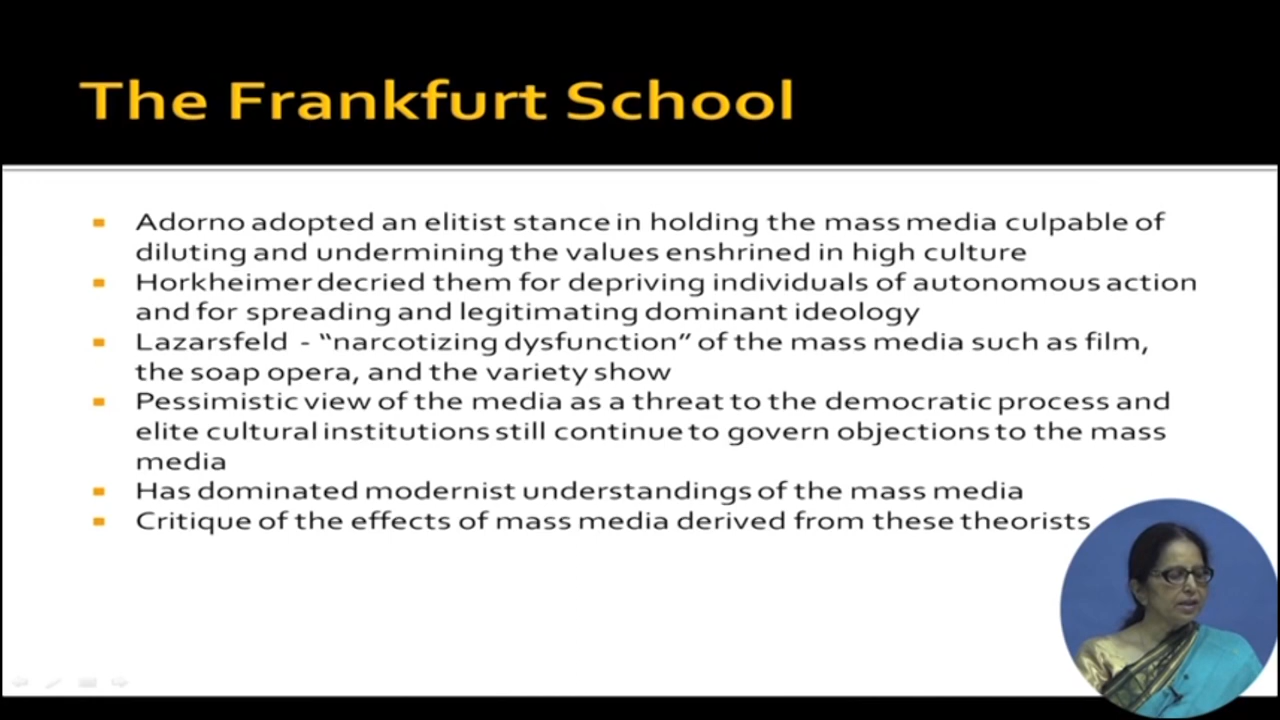 The Frankfurt School
Adorno adopted an elitist stance in holding the mass media culpable of
diluting and undermining the values enshrined in high culture
Horkheimer decried them for depriving individuals of autonomous action
and for spreading and legitimating dominant ideology
Lazarsfeld - “narcotizing dysfunction” of the mass media such as film,
the soap opera, and the variety show
Pessimistic view of the media as a threat to the democratic process and
elite cultural institutions still continue to govern objections to the mass
media
Has dominated modernist understandings of the mass media
Critique of the effects of mass media derived from these theorists